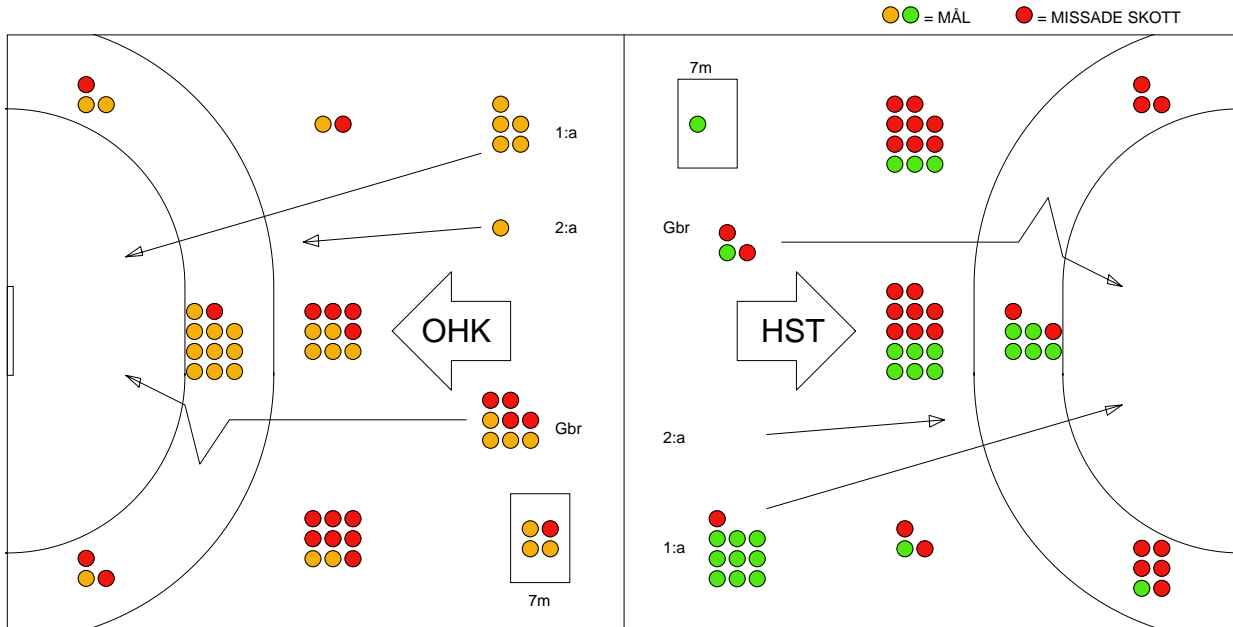 = MÅL
= MISSADE SKOTT
7m
1:a
2:a
Gbr
OHK
HST
Gbr
2:a
1:a
7m